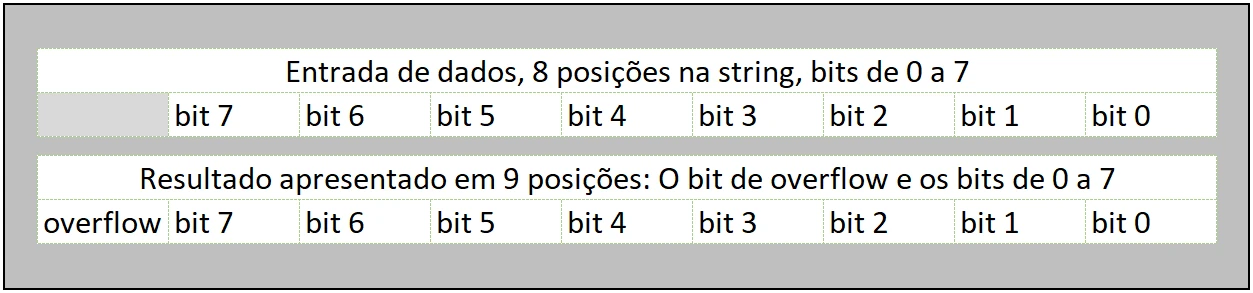 Entrada de dados, 8 posições na string, bits de 0 a 7
bit 7 bit 6 bit 5 bit 4 bit 3 bit 2 bit 1 bit 0
Resultado apresentado em 9 posições: O bit de overflow e os bits de 0 a 7
overflow bit 7 bit 6 bit 5 bit 4 bit 3 bit 2 bit 1 bit 0